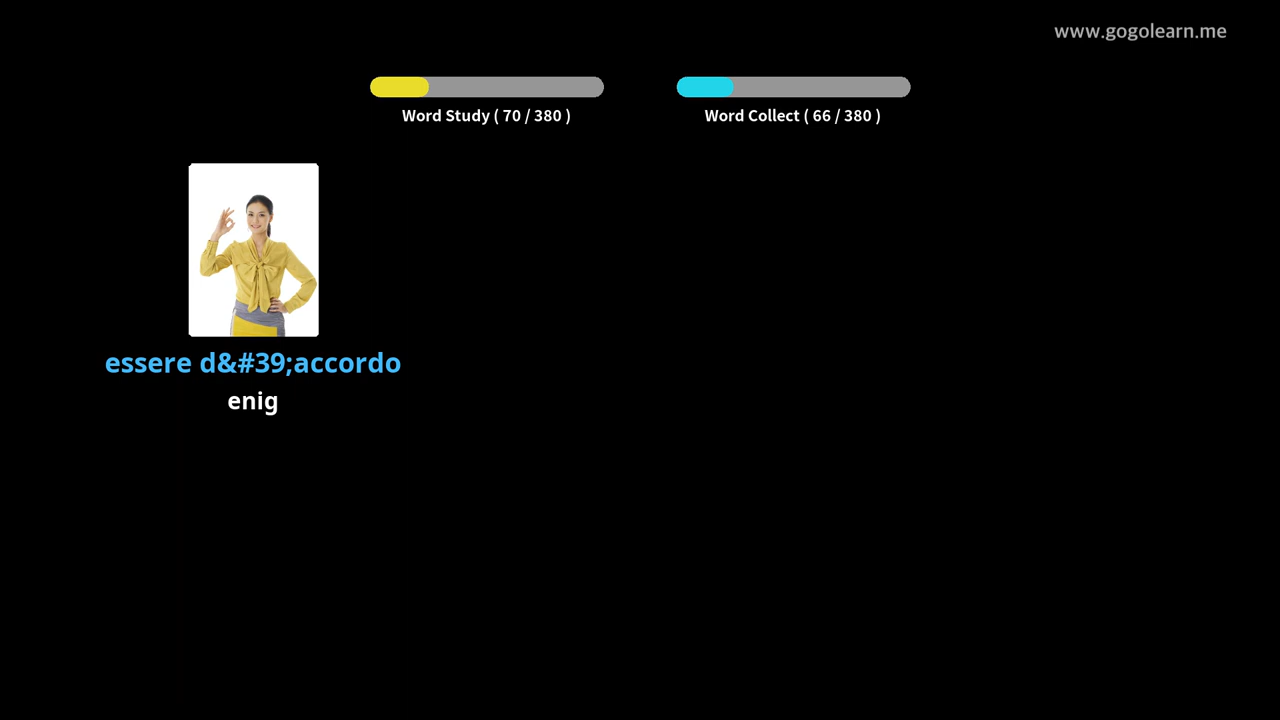 www.gogolearn.me
Word Study ( 70 / 380 )
Word Collect ( 66 / 380 )
essere d&#39;accordo
enig